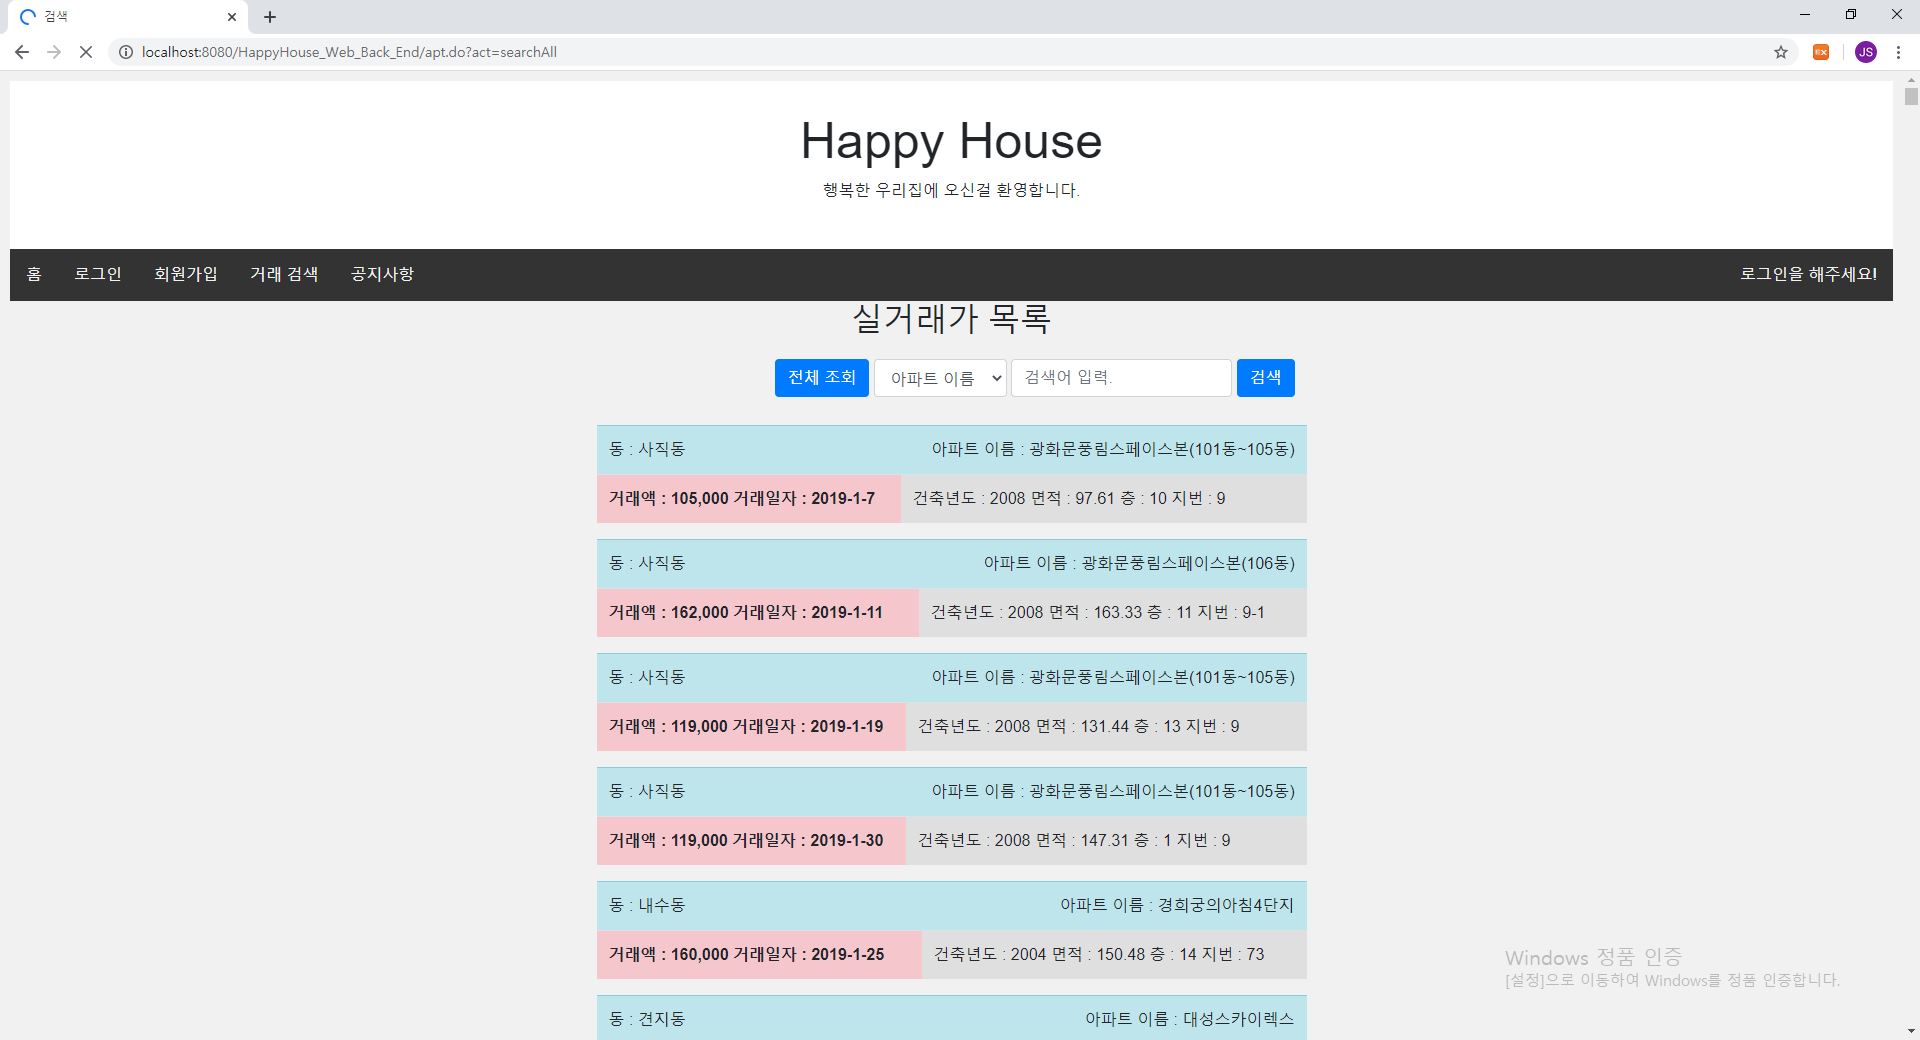 검색
localhost:8080/HappyHouse_Web_Back_End/apt.do?act=searchAll
JS
Happy House
행복한 우리집에 오신걸 환영합니다.
홈 로그인 회원가입 거래 검색 공지사항 로그인을 해주세요!
실거래가 목록
전체 조회 아파트 이름 검색어 입력. 검색
동 : 사직동 아파트 이름 : 광화문풍림스페이스본(101동~105동)
거래액 : 105,000 거래일자 : 2019-1-7 건축년도 : 2008 면적 : 97.61 층 : 10 지번 : 9
동 : 사직동 아파트 이름 : 광화문풍림스페이스본(106동)
거래액 : 162,000 거래일자 : 2019-1-11 건축년도 : 2008 면적 : 163.33 층 : 11 지번 : 9-1
동 : 사직동 아파트 이름 : 광화문풍림스페이스본(101동~105동)
거래액 : 119,000 거래일자 : 2019-1-19 건축년도 : 2008 면적 : 131.44 층 : 13 지번 : 9
동 : 사직동 아파트 이름 : 광화문풍림스페이스본(101동~105동)
거래액 : 119,000 거래일자 : 2019-1-30 건축년도 : 2008 면적 : 147.31 층 : 1 지번 : 9
동 : 내수동 아파트 이름 : 경희궁의아침4단지
거래액 : 160,000 거래일자 : 2019-1-25 건축년도 : 2004 면적 : 150.48 층 : 14 지번 : 73
Windows 정품 인증
[설정]으로 이동하여 Windows를 정품 인증합니다.
동 : 견지동 아파트 이름 : 대성스카이렉스